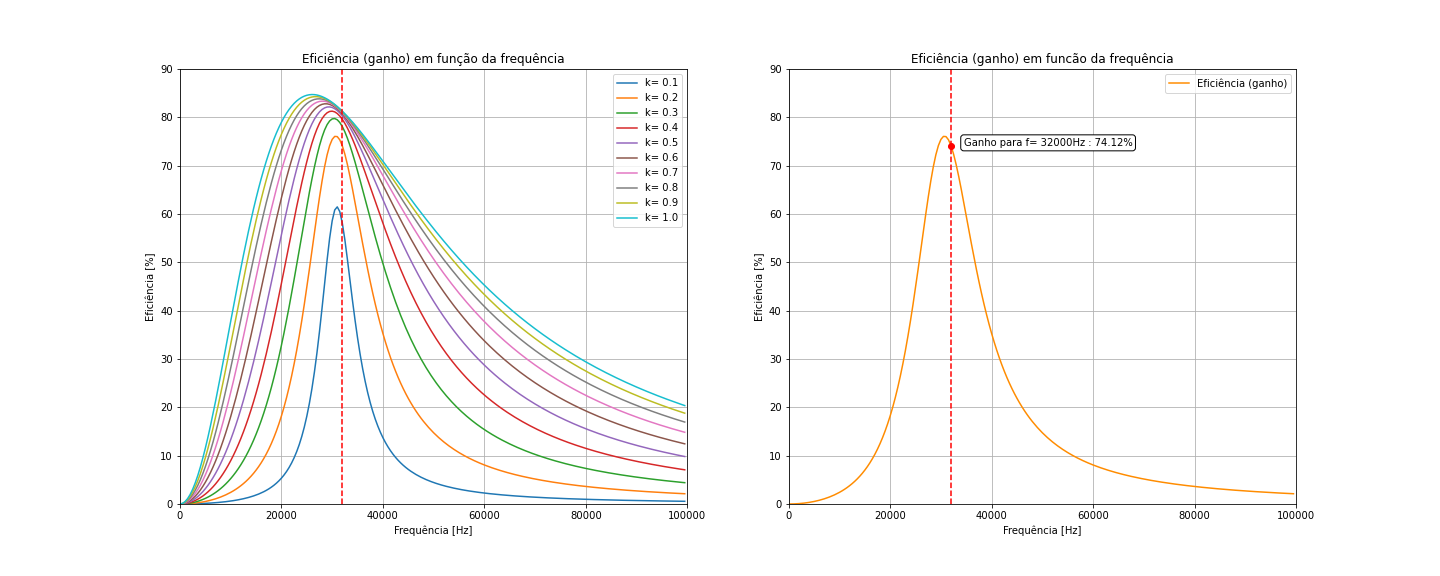 Eficiência (ganho) em função da frequência
90
80
70
60
50
40
30
20
10
0
Eficiência [%]
0
20000
40000
60000
80000
100000
Frequência [Hz]
k= 0.1
k= 0.2
k= 0.3
k= 0.4
k= 0.5
k= 0.6
k= 0.7
k= 0.8
k= 0.9
k= 1.0
Eficiência (ganho) em funcão da frequência
90
80
70
60
50
40
30
20
10
0
Eficiência [%]
0
20000
40000
60000
80000
100000
Frequência [Hz]
Eficiência (ganho)
Ganho para f= 32000Hz : 74.12%